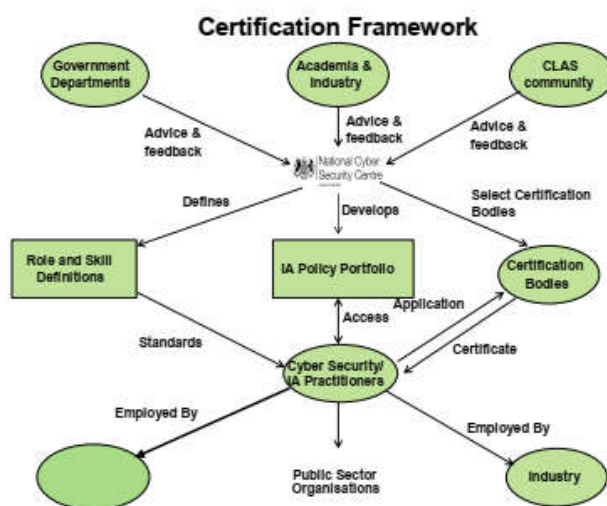 Certification Framework
Government
Departments
Academia &
Industry
CLAS
community
Advice &
feedback
Advice &
feedback
Advice &
feedback
National Cyber
Security Centre
Defines
Develops
Select Certification
Bodies
Role and Skill
Definitions
IA Policy Portfolio
Certification
Bodies
Application
Access
Standards
Certificate
Cyber Security/
IA Practitioners
Employed By
Employed By
Public Sector
Organisations
Industry